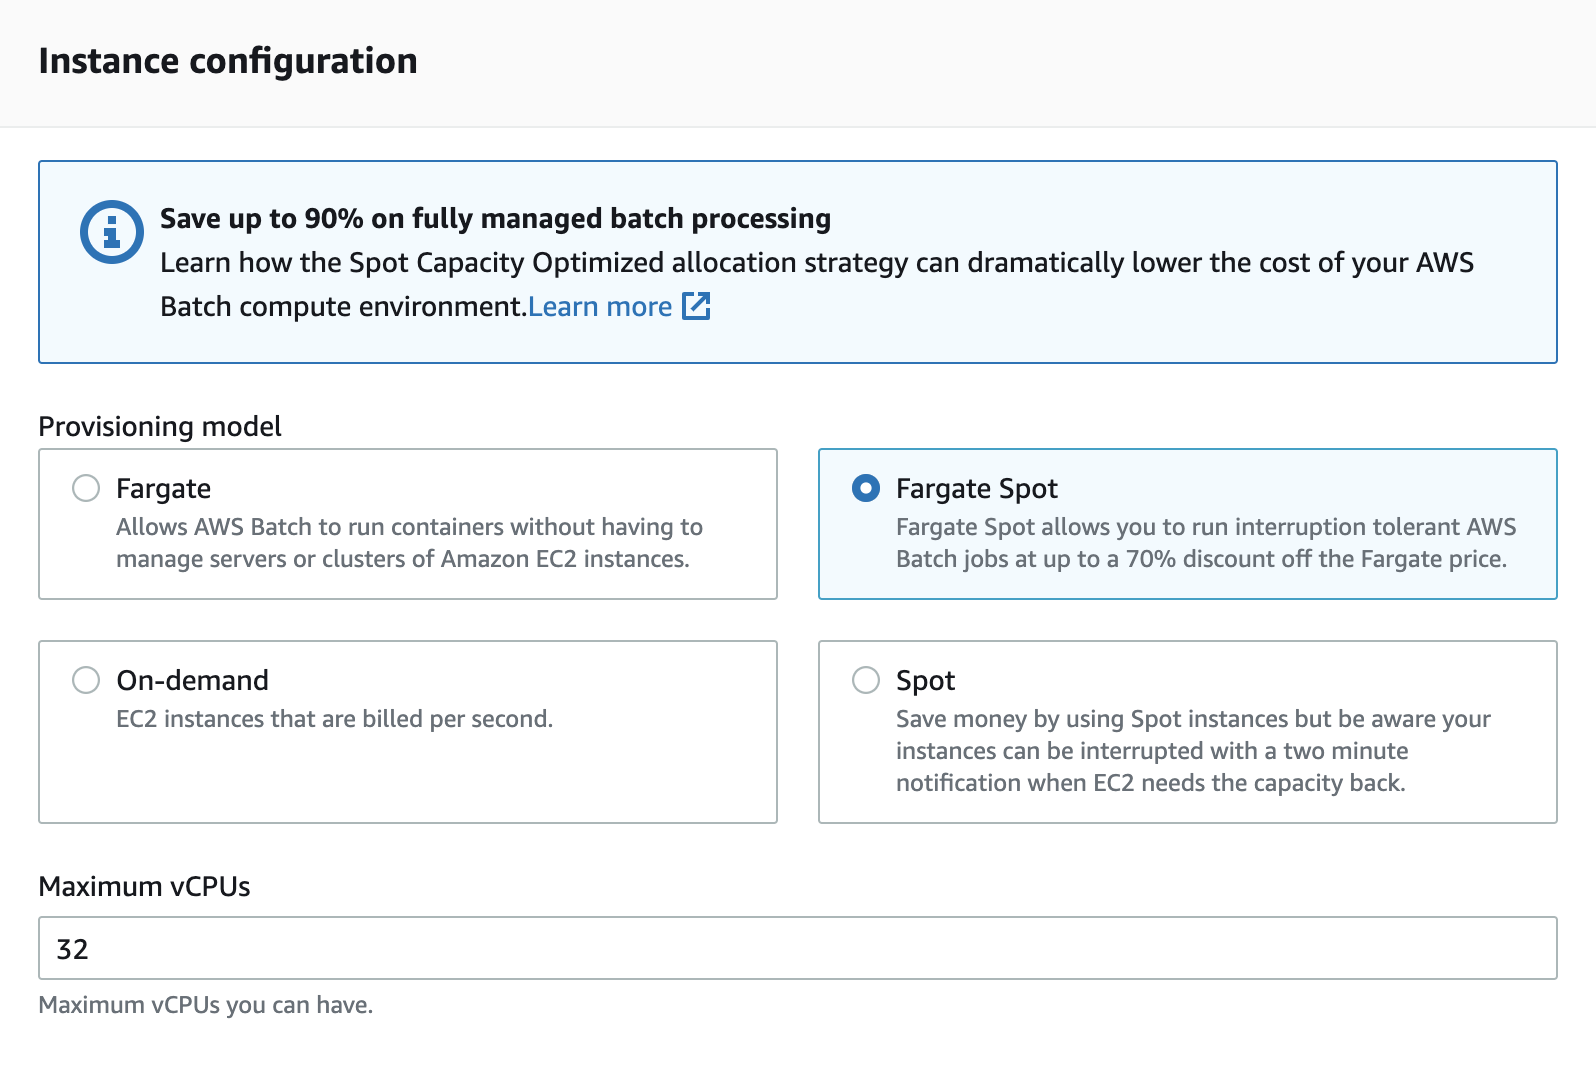 Instance configuration
Save up to 90% on fully managed batch processing
Learn how the Spot Capacity Optimized allocation strategy can dramatically lower the cost of your AWS
Batch compute environment.Learn more
Provisioning model
Fargate
Allows AWS Batch to run containers without having to
manage servers or clusters of Amazon EC2 instances.
Fargate Spot
Fargate Spot allows you to run interruption tolerant AWS
Batch jobs at up to a 70% discount off the Fargate price.
On-demand
EC2 instances that are billed per second.
Spot
Save money by using Spot instances but be aware your
instances can be interrupted with a two minute
notification when EC2 needs the capacity back.
Maximum vCPUs
32
Maximum vCPUs you can have.